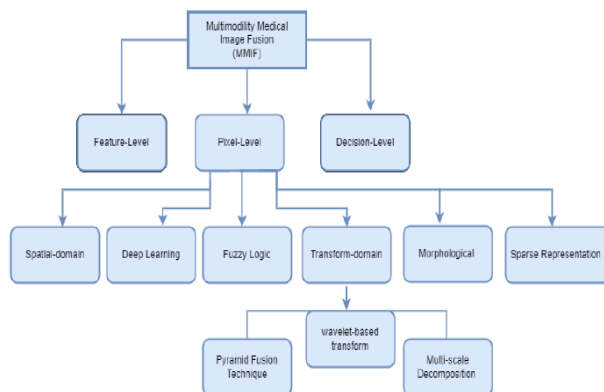 Multimodility Medical
Image Fusion
(MMIF)
Feature-Level
Pixel-Level
Decision-Level
Spatial-domain
Deep Learning
Fuzzy Logic
Transform-domain
Morphological
Sparse Representation
wavelet-based
transform
Pyramid Fusion
Technique
Multi-scale
Decomposition